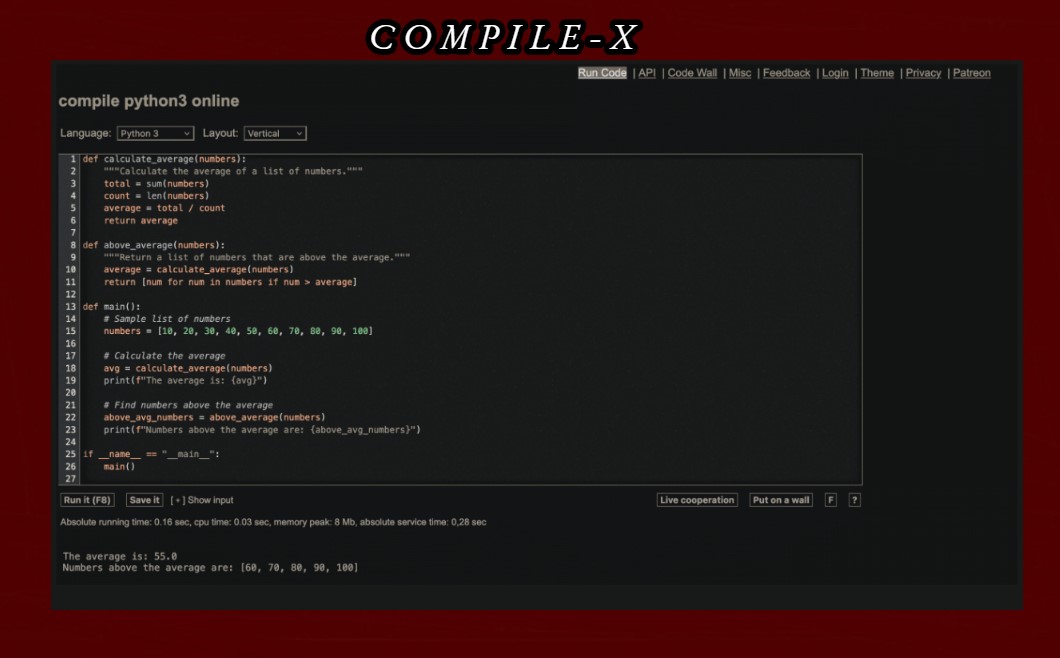 COMPILE-X
Run Code | API | Code Wall | Misc | Feedback | Login | Theme | Privacy | Patreon
compile python3 online
Language: Python 3 Layout: Vertical
1 def calculate_average(numbers):
2     """Calculate the average of a list of numbers."""
3     total = sum(numbers)
4     count = len(numbers)
5     average = total / count
6     return average
7
8 def above_average(numbers):
9     """Return a list of numbers that are above the average."""
10     average = calculate_average(numbers)
11     return [num for num in numbers if num > average]
12
13 def main():
14     # Sample list of numbers
15     numbers = [10, 20, 30, 40, 50, 60, 70, 80, 90, 100]
16
17     # Calculate the average
18     avg = calculate_average(numbers)
19     print(f"The average is: {avg}")
20
21     # Find numbers above the average
22     above_avg_numbers = above_average(numbers)
23     print(f"Numbers above the average are: {above_avg_numbers}")
24
25 if __name__ == "__main__":
26     main()
27
Run it (F8) Save it [+] Show input Live cooperation Put on a wall F ?
Absolute running time: 0.16 sec, cpu time: 0.03 sec, memory peak: 8 Mb, absolute service time: 0,28 sec
The average is: 55.0
Numbers above the average are: [60, 70, 80, 90, 100]